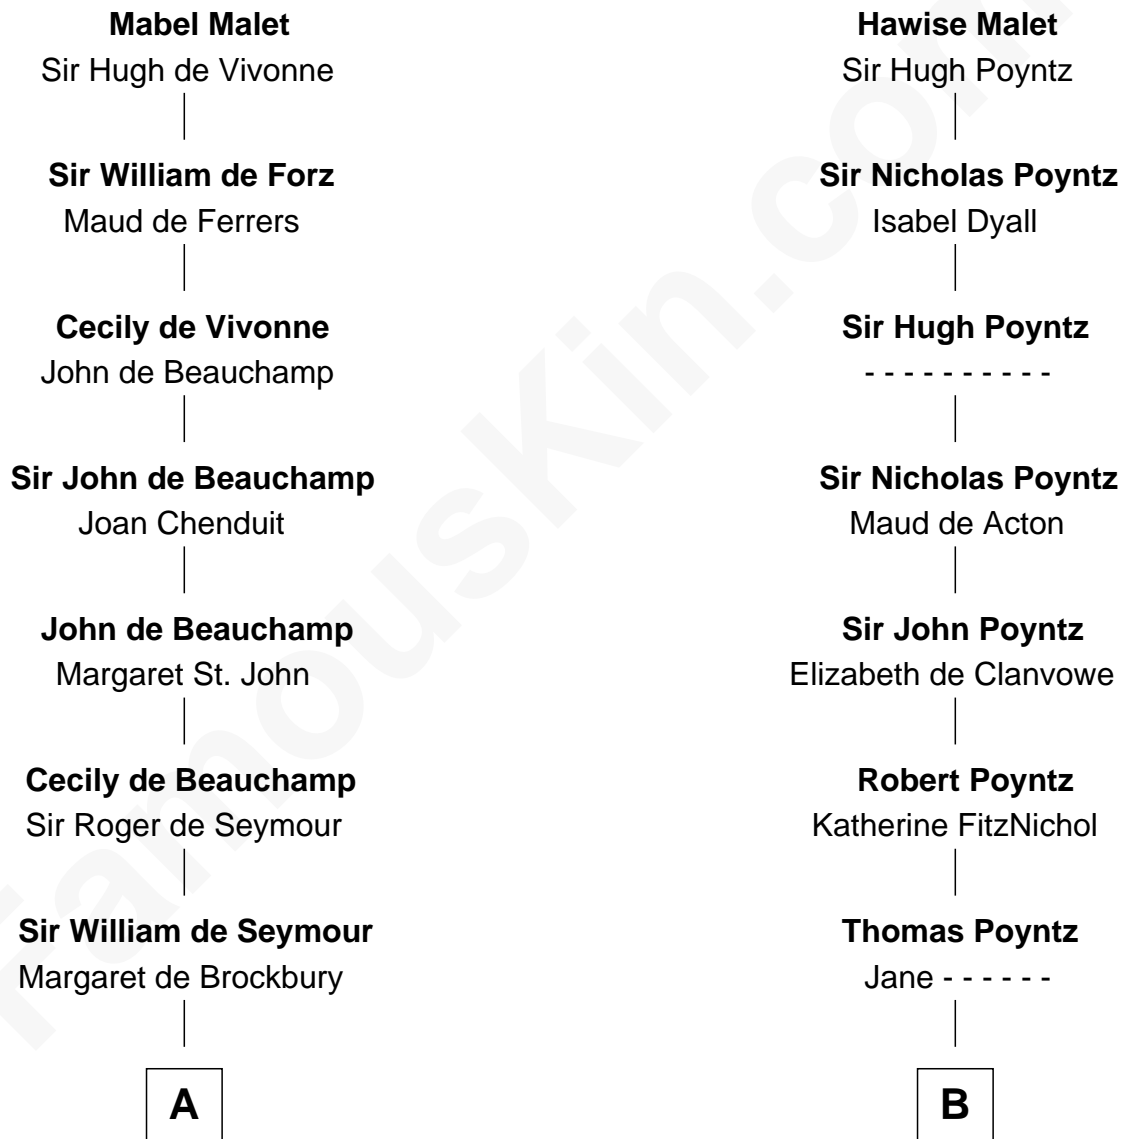 Mabel Malet
Sir Hugh de Vivonne
Sir William de Forz
Maud de Ferrers
Cecily de Vivonne
John de Beauchamp
Sir John de Beauchamp
Joan Chenduit
John de Beauchamp
Margaret St. John
Cecily de Beauchamp
Sir Roger de Seymour
Sir William de Seymour
Margaret de Brockbury
A
Hawise Malet
Sir Hugh Poyntz
Sir Nicholas Poyntz
Isabel Dyall
Sir Hugh Poyntz
- - - - - - - - - -
Sir Nicholas Poyntz
Maud de Acton
Sir John Poyntz
Elizabeth de Clanvowe
Robert Poyntz
Katherine FitzNichol
Thomas Poyntz
Jane - - - - - -
B
FamousKin.com